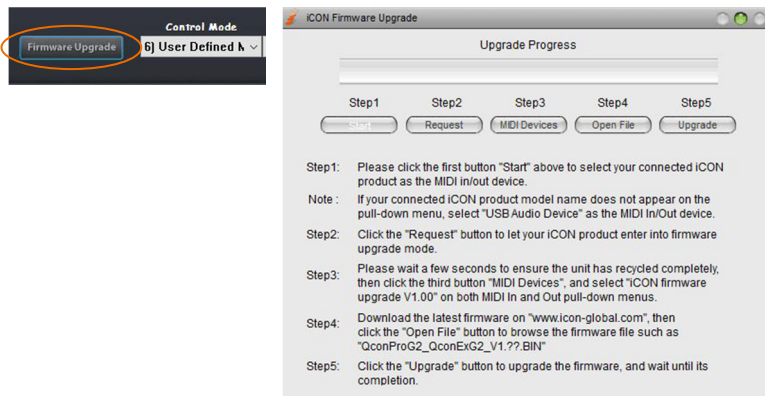 Control Mode
Firmware Upgrade
6) User Defined M
iCON Firmware Upgrade
Upgrade Progress
Step1 Step2 Step3 Step4 Step5
Start Request MIDI Devices Open File Upgrade
Step1: Please click the first button "Start" above to select your connected iCON
product as the MIDI in/out device.
Note : If your connected iCON product model name does not appear on the
pull-down menu, select "USB Audio Device" as the MIDI In/Out device.
Step2: Click the "Request" button to let your iCON product enter into firmware
upgrade mode.
Step3: Please wait a few seconds to ensure the unit has recycled completely,
then click the third button "MIDI Devices", and select "iCON firmware
upgrade V1.00" on both MIDI In and Out pull-down menus.
Step4: Download the latest firmware on "www.icon-global.com", then
click the "Open File" button to browse the firmware file such as
"QconProG2_QconExG2_V1.??.BIN"
Step5: Click the "Upgrade" button to upgrade the firmware, and wait until its
completion.